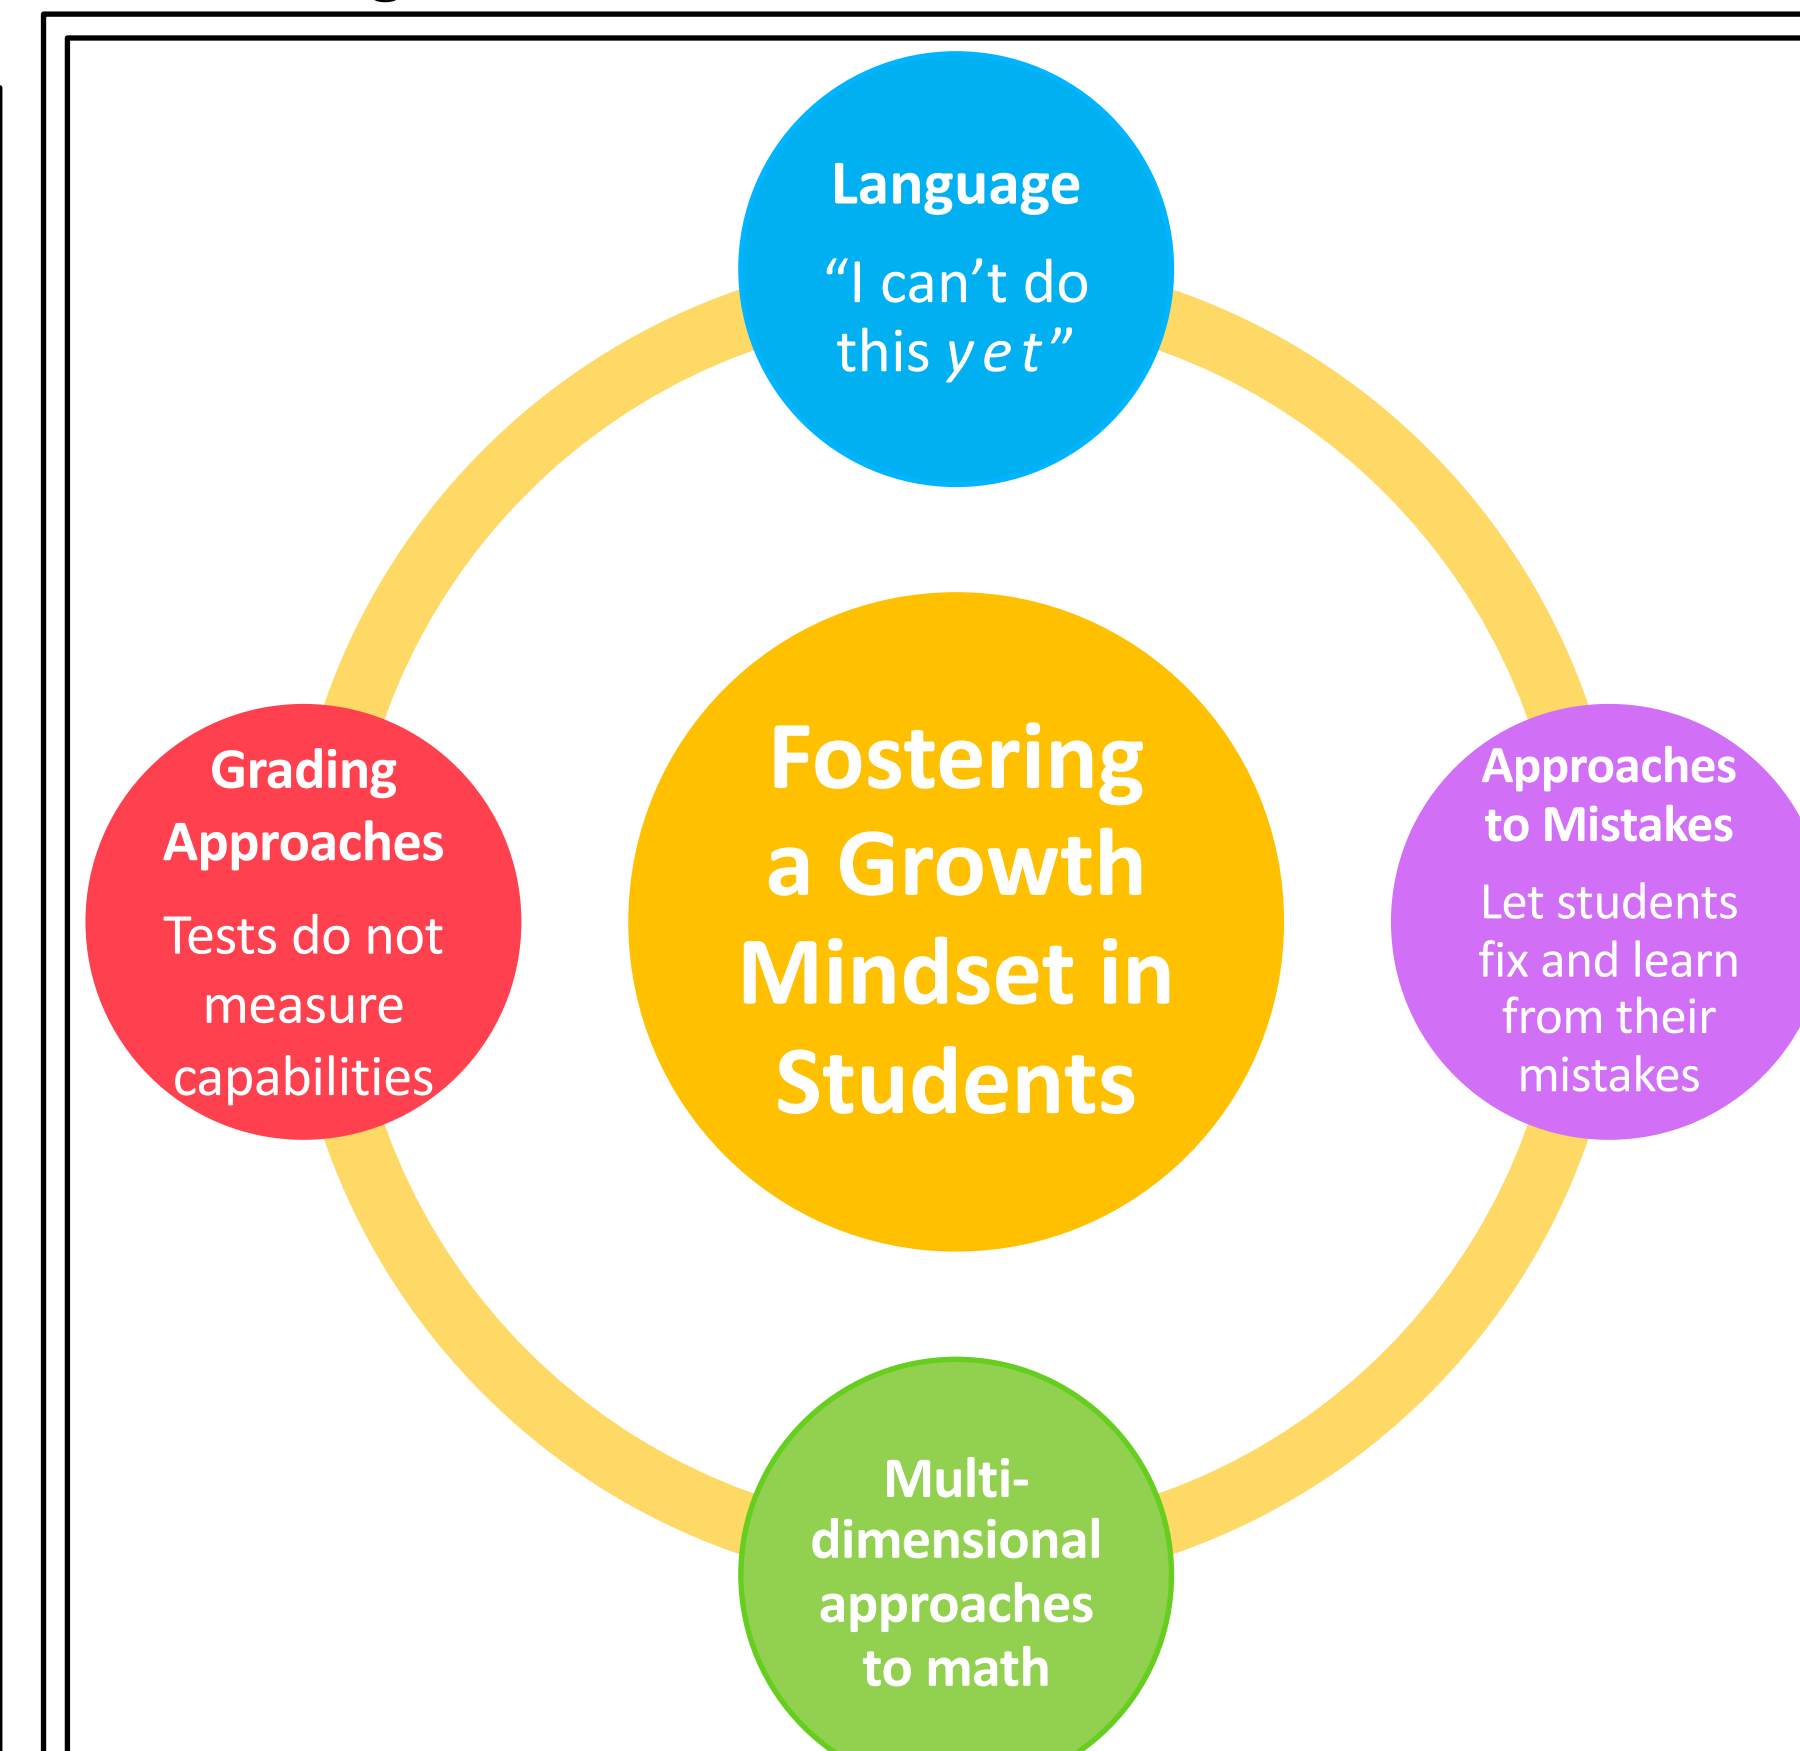 Language
“I can’t do
this yet”
Grading
Approaches
Tests do not
measure
capabilities
Fostering
a Growth
Mindset in
Students
Approaches
to Mistakes
Let students
fix and learn
from their
mistakes
Multi-
dimensional
approaches
to math